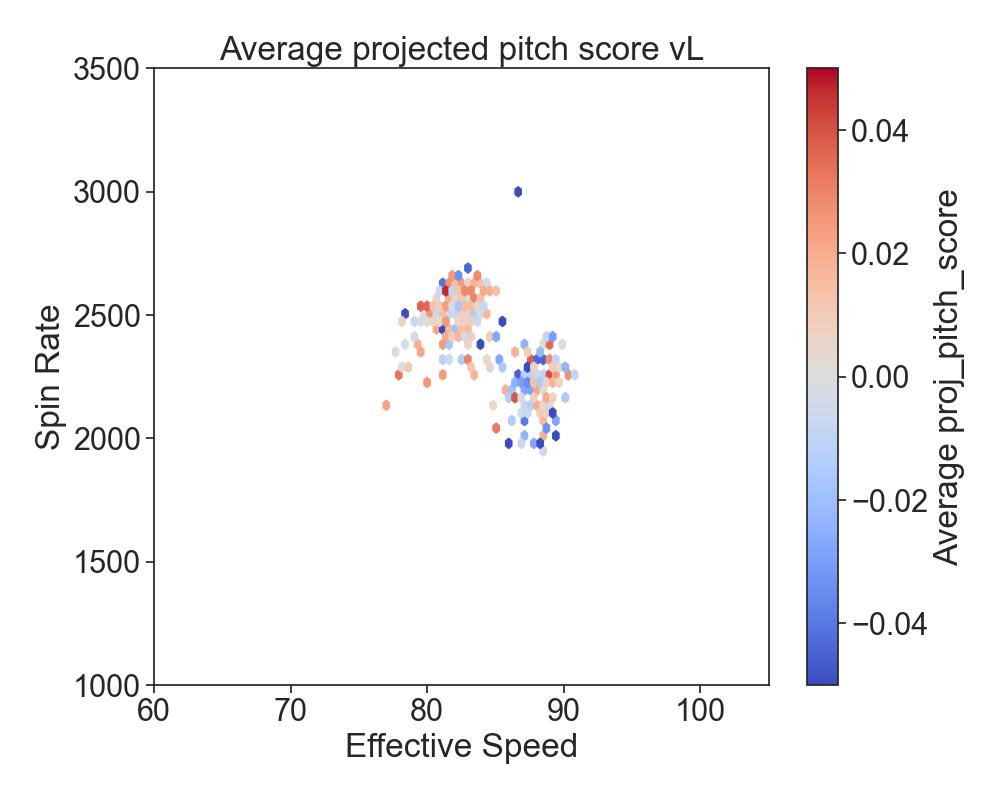 Average projected pitch score vL
3500
3000
2500
2000
1500
1000
Spin Rate
60 70 80 90 100
Effective Speed
0.04
0.02
0.00
−0.02
−0.04
Average proj_pitch_score